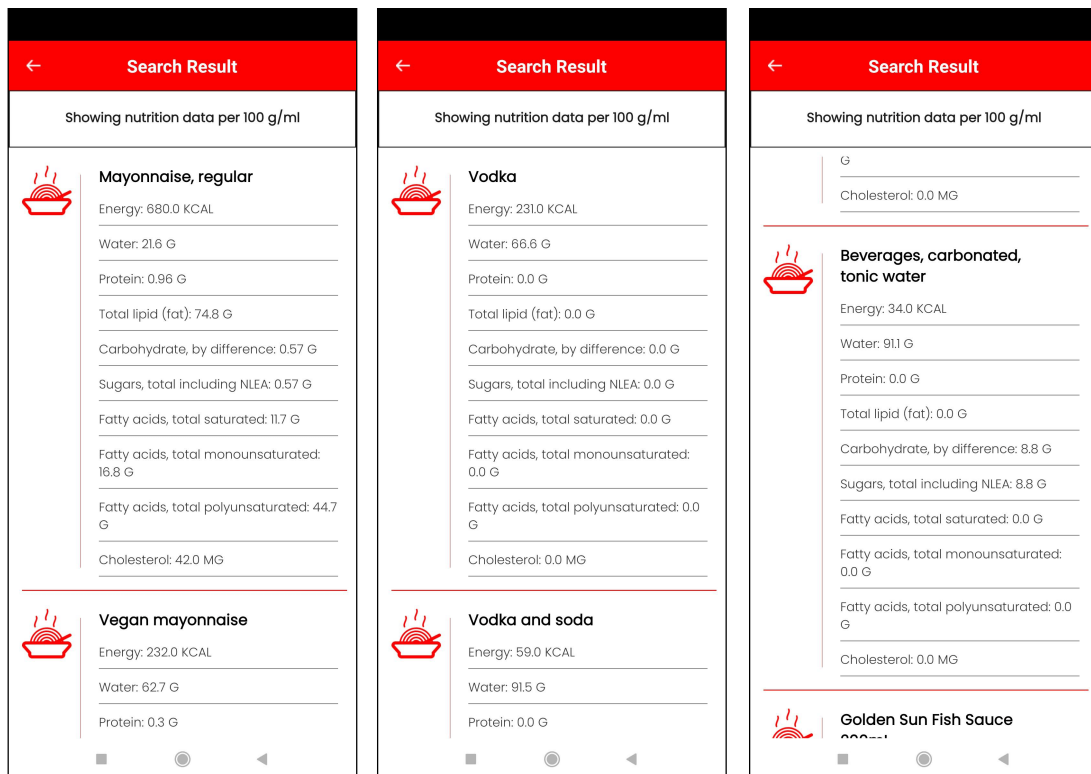 Search Result
Showing nutrition data per 100 g/ml
Mayonnaise, regular
Energy: 680.0 KCAL
Water: 21.6 G
Protein: 0.96 G
Total lipid (fat): 74.8 G
Carbohydrate, by difference: 0.57 G
Sugars, total including NLEA: 0.57 G
Fatty acids, total saturated: 11.7 G
Fatty acids, total monounsaturated:
16.8 G
Fatty acids, total polyunsaturated: 44.7
G
Cholesterol: 42.0 MG
Vegan mayonnaise
Energy: 232.0 KCAL
Water: 62.7 G
Protein: 0.3 G
Search Result
Showing nutrition data per 100 g/ml
Vodka
Energy: 231.0 KCAL
Water: 66.6 G
Protein: 0.0 G
Total lipid (fat): 0.0 G
Carbohydrate, by difference: 0.0 G
Sugars, total including NLEA: 0.0 G
Fatty acids, total saturated: 0.0 G
Fatty acids, total monounsaturated:
0.0 G
Fatty acids, total polyunsaturated: 0.0
G
Cholesterol: 0.0 MG
Vodka and soda
Energy: 59.0 KCAL
Water: 91.5 G
Protein: 0.0 G
Search Result
Showing nutrition data per 100 g/ml
G
Cholesterol: 0.0 MG
Beverages, carbonated,
tonic water
Energy: 34.0 KCAL
Water: 91.1 G
Protein: 0.0 G
Total lipid (fat): 0.0 G
Carbohydrate, by difference: 8.8 G
Sugars, total including NLEA: 8.8 G
Fatty acids, total saturated: 0.0 G
Fatty acids, total monounsaturated:
0.0 G
Fatty acids, total polyunsaturated: 0.0
G
Cholesterol: 0.0 MG
Golden Sun Fish Sauce